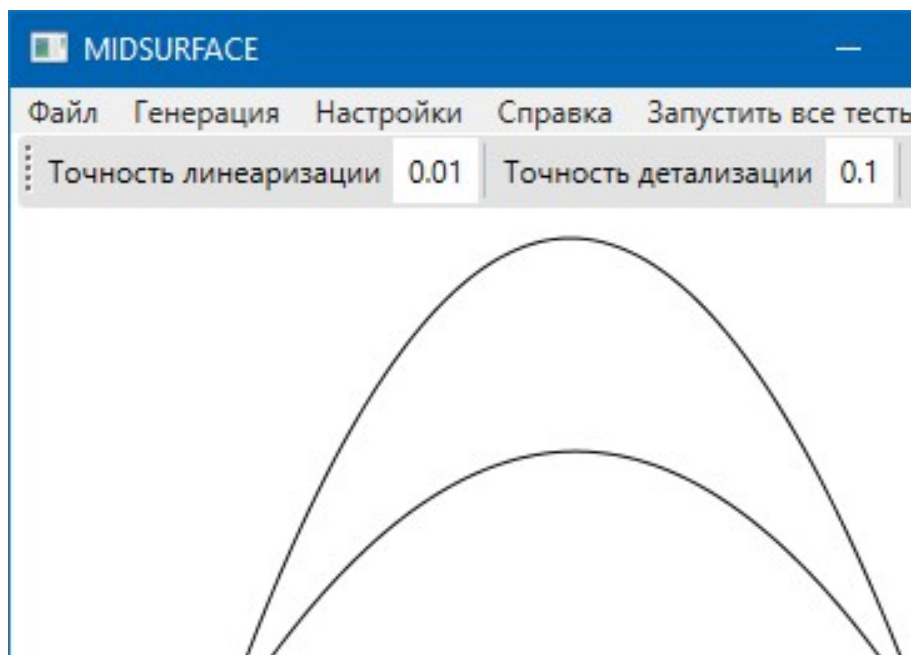 MIDSURFACE
Файл Генерация Настройки Справка Запустить все тесты
Точность линеаризации 0.01 Точность детализации 0.1